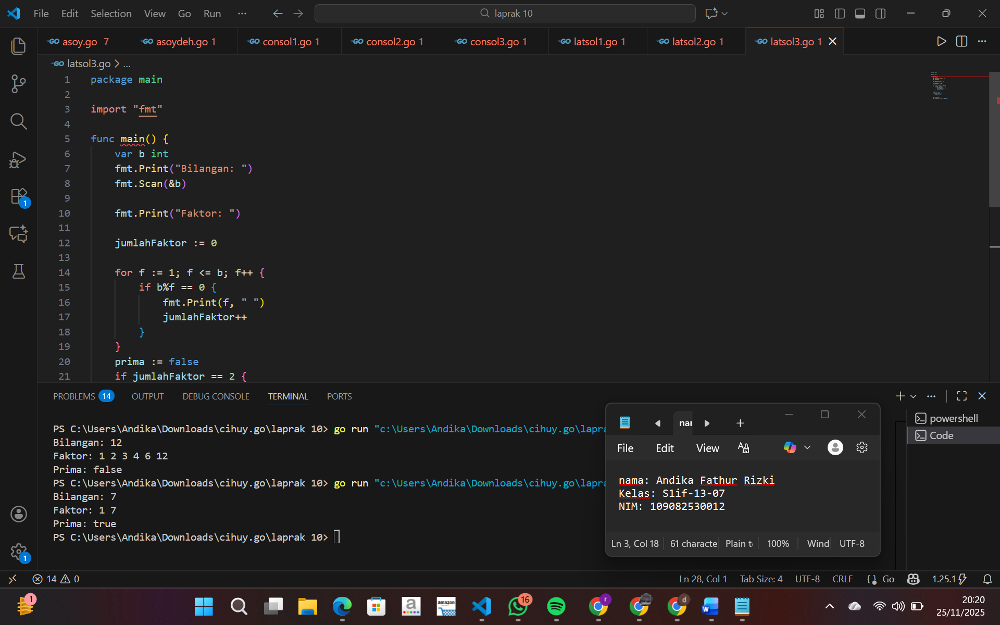 File Edit Selection View Go Run ··· laprak 10
asoy.go 7 asoydeh.go 1 consol1.go 1 consol2.go 1 consol3.go 1 latsol1.go 1 latsol2.go 1 latsol3.go 1
latsol3.go > ...
1 package main
2
3 import "fmt"
4
5 func main() {
6 var b int
7 fmt.Print("Bilangan: ")
8 fmt.Scan(&b)
9
10 fmt.Print("Faktor: ")
11
12 jumlahFaktor := 0
13
14 for f := 1; f <= b; f++ {
15 if b%f == 0 {
16 fmt.Print(f, " ")
17 jumlahFaktor++
18 }
19 }
20 prima := false
21 if jumlahFaktor == 2 {
PROBLEMS 14 OUTPUT DEBUG CONSOLE TERMINAL PORTS
powershell
Code
PS C:\Users\Andika\Downloads\cihuy.go\laprak 10> go run "c:\Users\Andika\Downloads\cihuy.go\lapra
Bilangan: 12
Faktor: 1 2 3 4 6 12
Prima: false
PS C:\Users\Andika\Downloads\cihuy.go\laprak 10> go run "c:\Users\Andika\Downloads\cihuy.go\lapra
Bilangan: 7
Faktor: 1 7
Prima: true
PS C:\Users\Andika\Downloads\cihuy.go\laprak 10>
nar
File Edit View
nama: Andika Fathur Rizki
Kelas: S1if-13-07
NIM: 109082530012
Ln 3, Col 18 61 characte Plain t 100% Wind UTF-8
1
1
14 0 Ln 28, Col 1 Tab Size: 4 UTF-8 CRLF {} Go 1.25.1
1 a amazon 16 r d W 20:20
25/11/2025